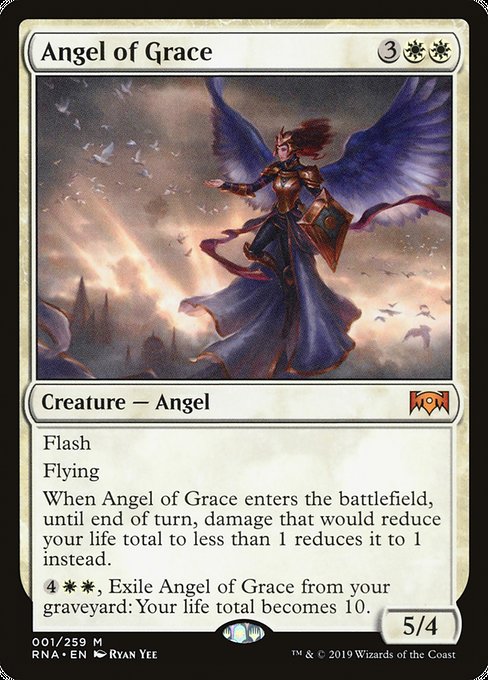 Angel of Grace 3
Creature — Angel
Flash
Flying
When Angel of Grace enters the battlefield,
until end of turn, damage that would reduce
your life total to less than 1 reduces it to 1
instead.
4, Exile Angel of Grace from your
graveyard: Your life total becomes 10.
5/4
001/259 M
RNA • EN Ryan Yee
™ & © 2019 Wizards of the Coast